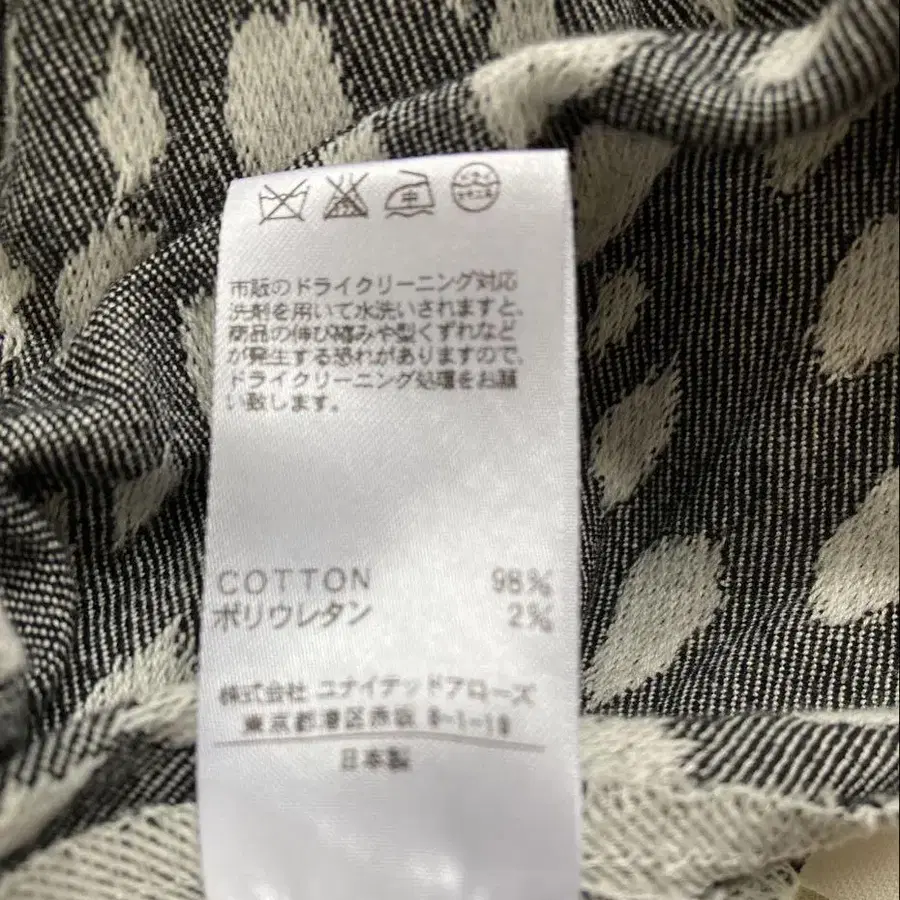 中
市販のドライクリーニング対応
洗剤を用いて水洗いされますと、
商品の伸び縮みや型くずれなど
が発生する恐れがありますので、
ドライクリーニング処理をお願
い致します。
COTTON 98%
ポリウレタン 2%
株式会社 ユナイテッドアローズ
東京都港区赤坂 8-1-19
日本製